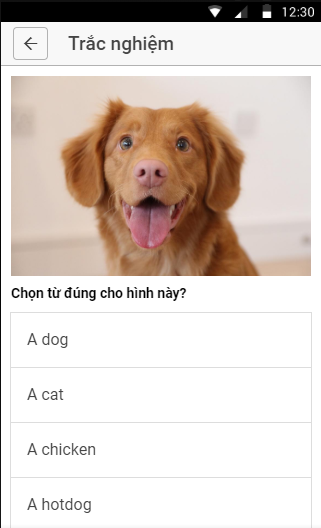 12:30
Trắc nghiệm
Chọn từ đúng cho hình này?
A dog
A cat
A chicken
A hotdog